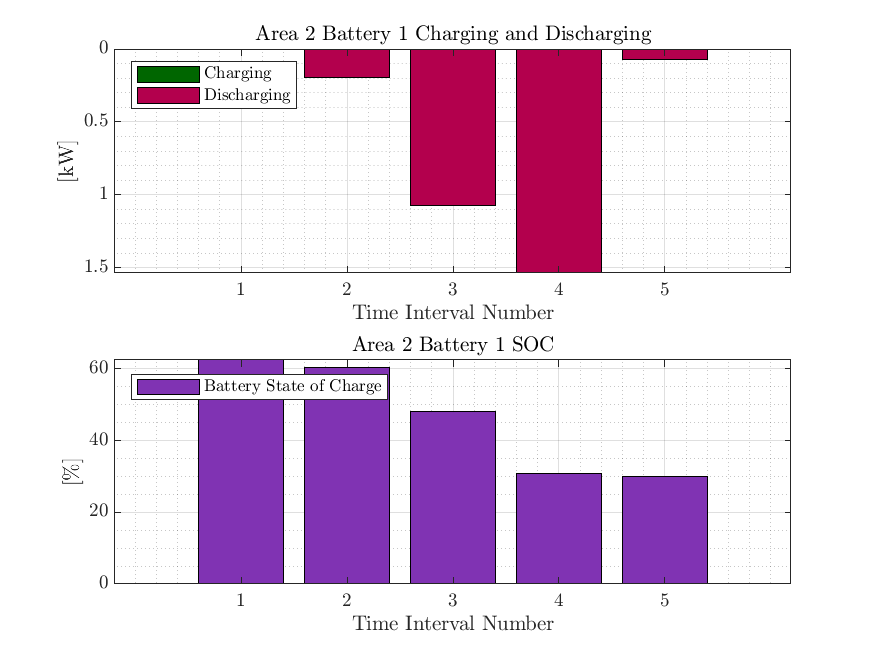 Area 2 Battery 1 Charging and Discharging
0
0.5
1
1.5
[kW]
Charging
Discharging
1 2 3 4 5
Time Interval Number
Area 2 Battery 1 SOC
60
40
20
0
[%]
Battery State of Charge
1 2 3 4 5
Time Interval Number